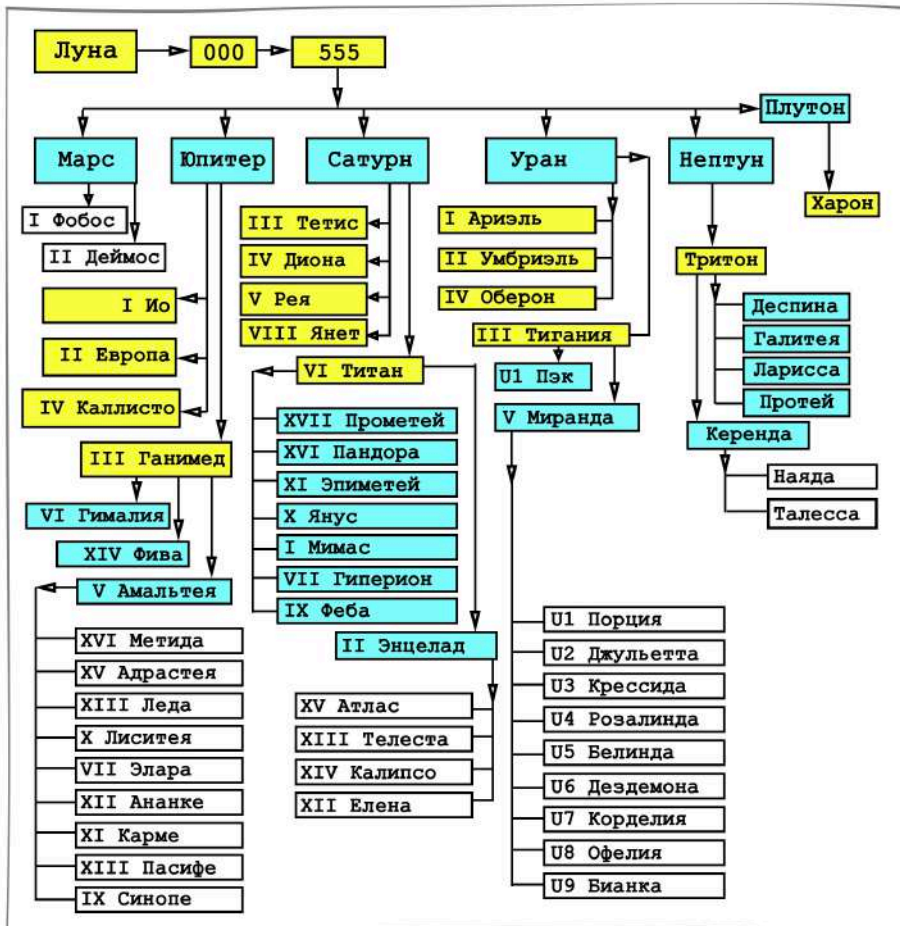 Луна
000
555
Плутон
Марс
Юпитер
Сатурн
Уран
Нептун
Харон
I Фобос
II Деймос
I Ио
II Европа
IV Каллисто
III Ганимед
VI Гималия
XIV Фива
V Амальтея
XVI Метида
XV Адрастея
XIII Леда
X Лиситея
VII Элара
XII Ананке
XI Карме
XIII Пасифе
IX Синопе
III Тетис
IV Диона
V Рея
VIII Янет
VI Титан
XVII Прометей
XVI Пандора
XI Эпиметей
X Янус
I Мимас
VII Гиперион
IX Феба
II Энцелад
XV Атлас
XIII Телеста
XIV Калипсо
XII Елена
I Ариэль
II Умбриэль
IV Оберон
III Тигания
U1 Пэк
V Миранда
U1 Порция
U2 Джульетта
U3 Крессида
U4 Розалинда
U5 Белинда
U6 Дездемона
U7 Корделия
U8 Офелия
U9 Бианка
Тритон
Деспина
Галитея
Ларисса
Протей
Керенда
Наяда
Талесса